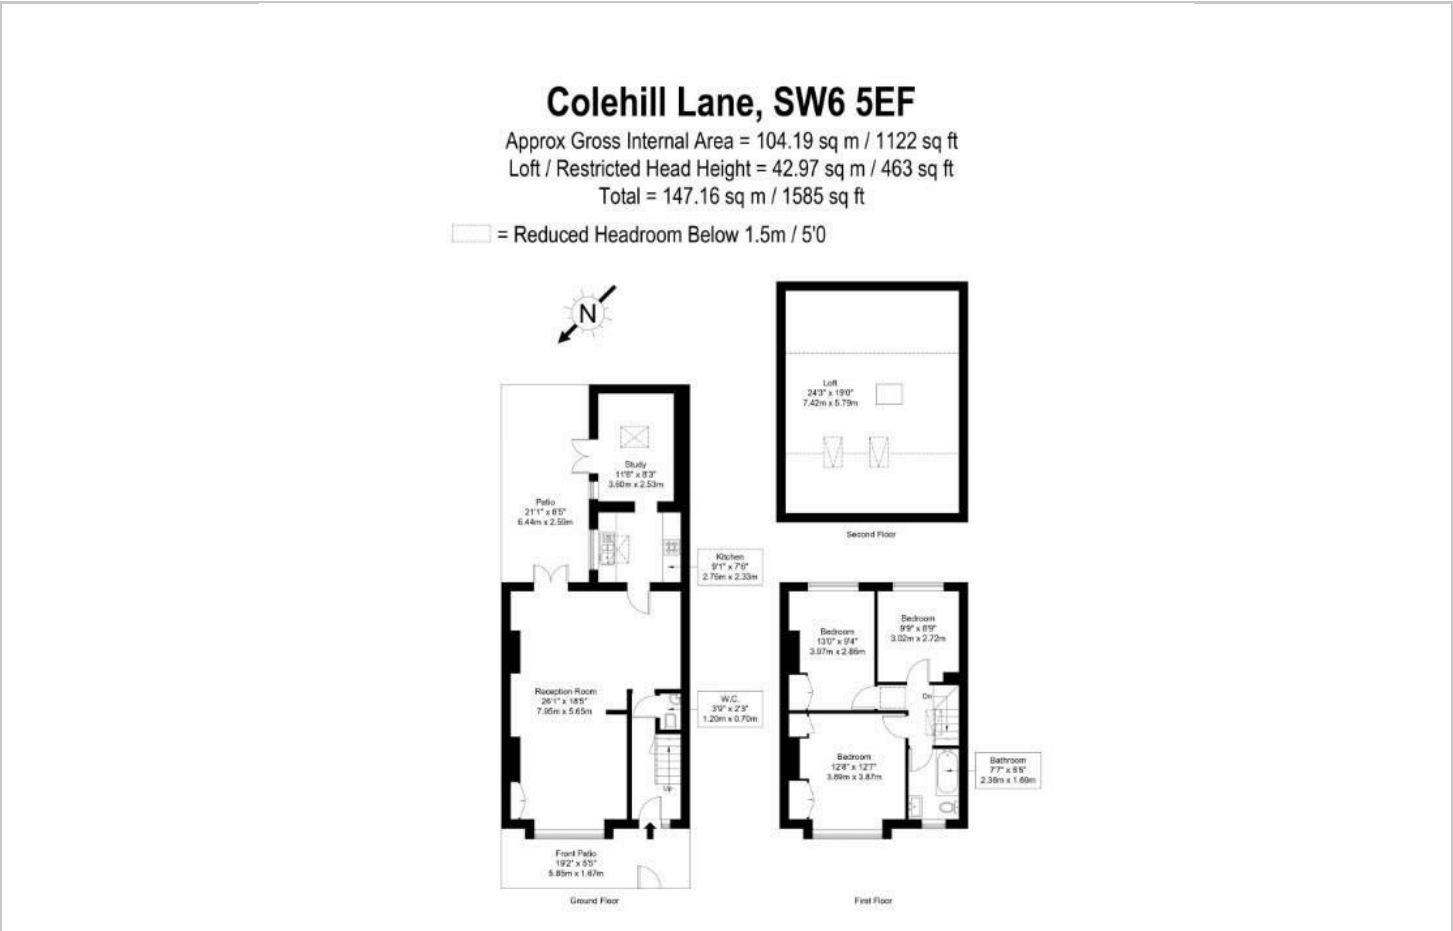 Colehill Lane, SW6 5EF
Approx Gross Internal Area = 104.19 sq m / 1122 sq ft
Loft / Restricted Head Height = 42.97 sq m / 463 sq ft
Total = 147.16 sq m / 1585 sq ft
= Reduced Headroom Below 1.5m / 5'0
N
Loft
24'3" x 19'0"
7.42m x 5.79m
Second Floor
Study
11'8" x 8'3"
3.60m x 2.53m
Patio
21'1" x 8'5"
6.44m x 2.59m
Kitchen
9'1" x 7'6"
2.76m x 2.33m
Reception Room
26'1" x 18'5"
7.95m x 5.65m
W.C.
3'9" x 2'3"
1.20m x 0.70m
Up
Front Patio
19'2" x 5'5"
5.85m x 1.67m
Ground Floor
Bedroom
13'0" x 9'4"
3.97m x 2.86m
Bedroom
9'9" x 8'9"
3.02m x 2.72m
Dn
Bedroom
12'8" x 12'7"
3.89m x 3.87m
Bathroom
7'7" x 5'5"
2.36m x 1.69m
First Floor